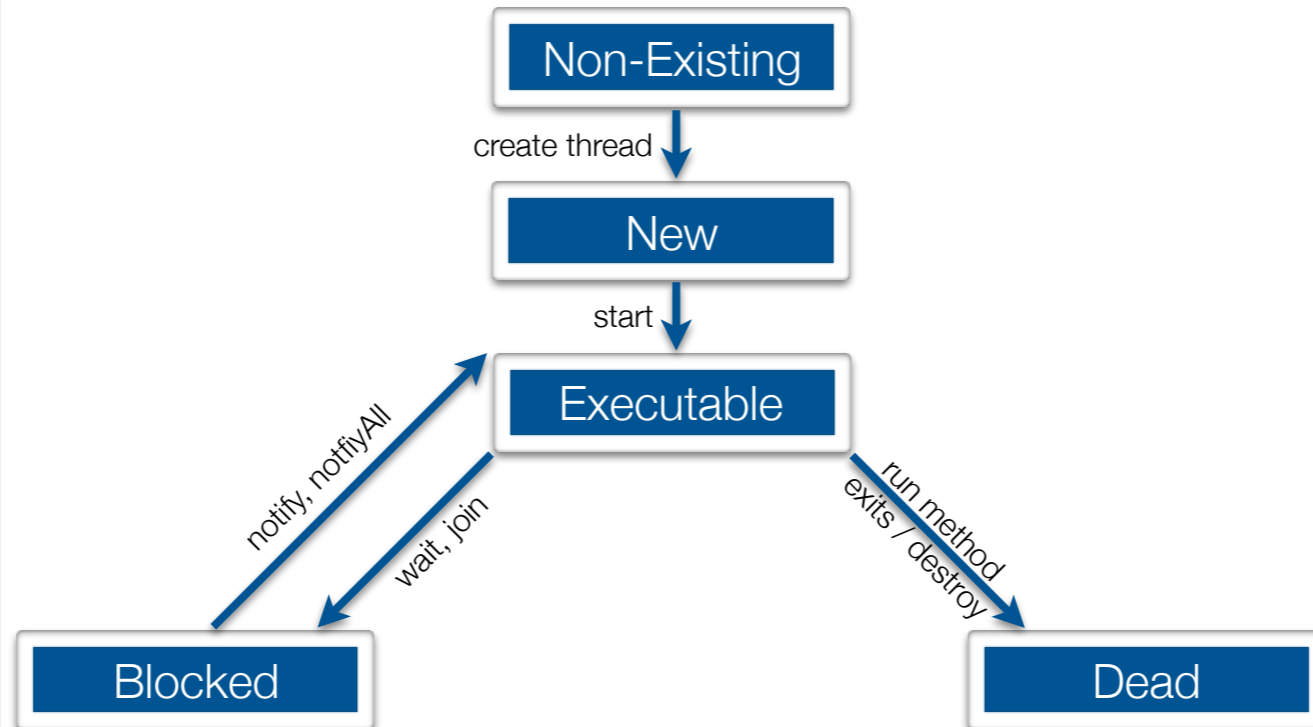 Non-Existing
create thread
New
start
Executable
notify, notfiyAll
wait, join
run method
exits / destroy
Blocked
Dead